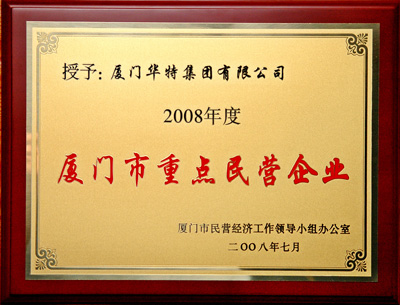 授予：厦门华特集团有限公司
2008年度
厦门市重点民营企业
厦门市民营经济工作领导小组办公室
二OO八年七月